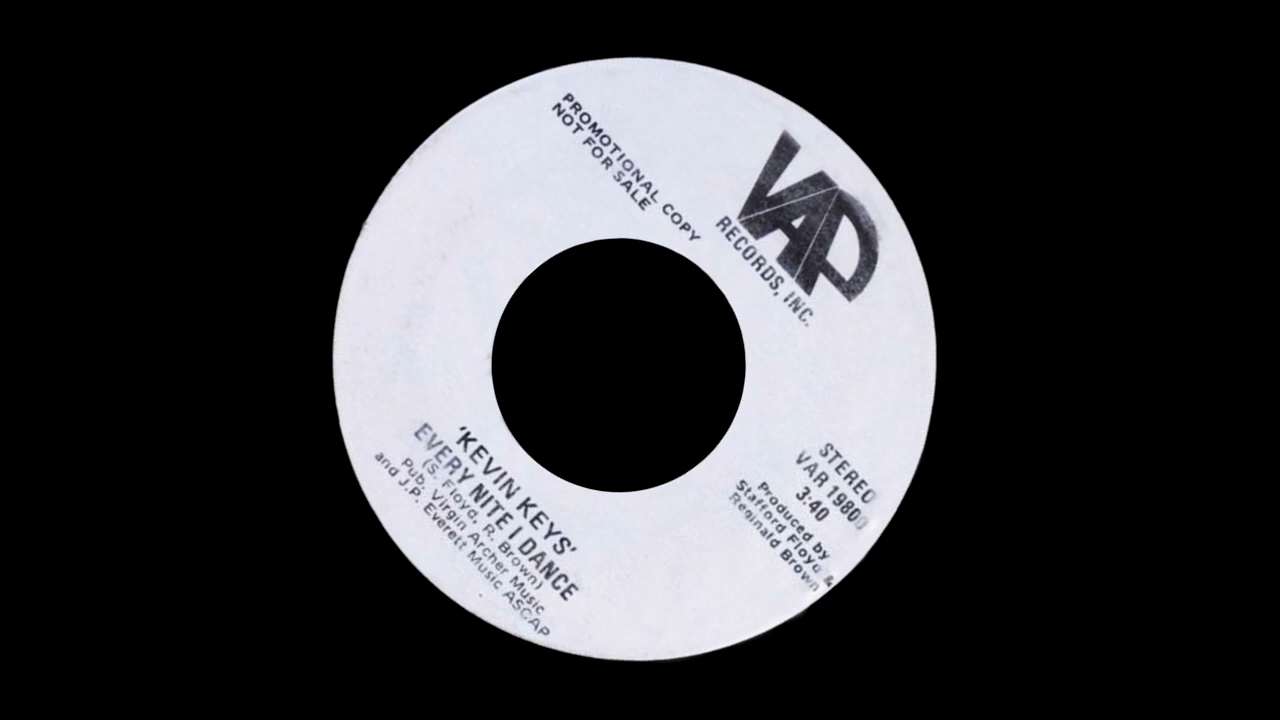 PROMOTIONAL COPY
NOT FOR SALE
VAP
RECORDS, INC.
'KEVIN KEYS'
EVERY NITE I DANCE
(S. Floyd, R. Brown)
Pub. Virgin Archer Music
and J.P. Everett Music ASCAP
STEREO
VAR 19800
3:40
Produced by
Stafford Floyd &
Reginald Brown